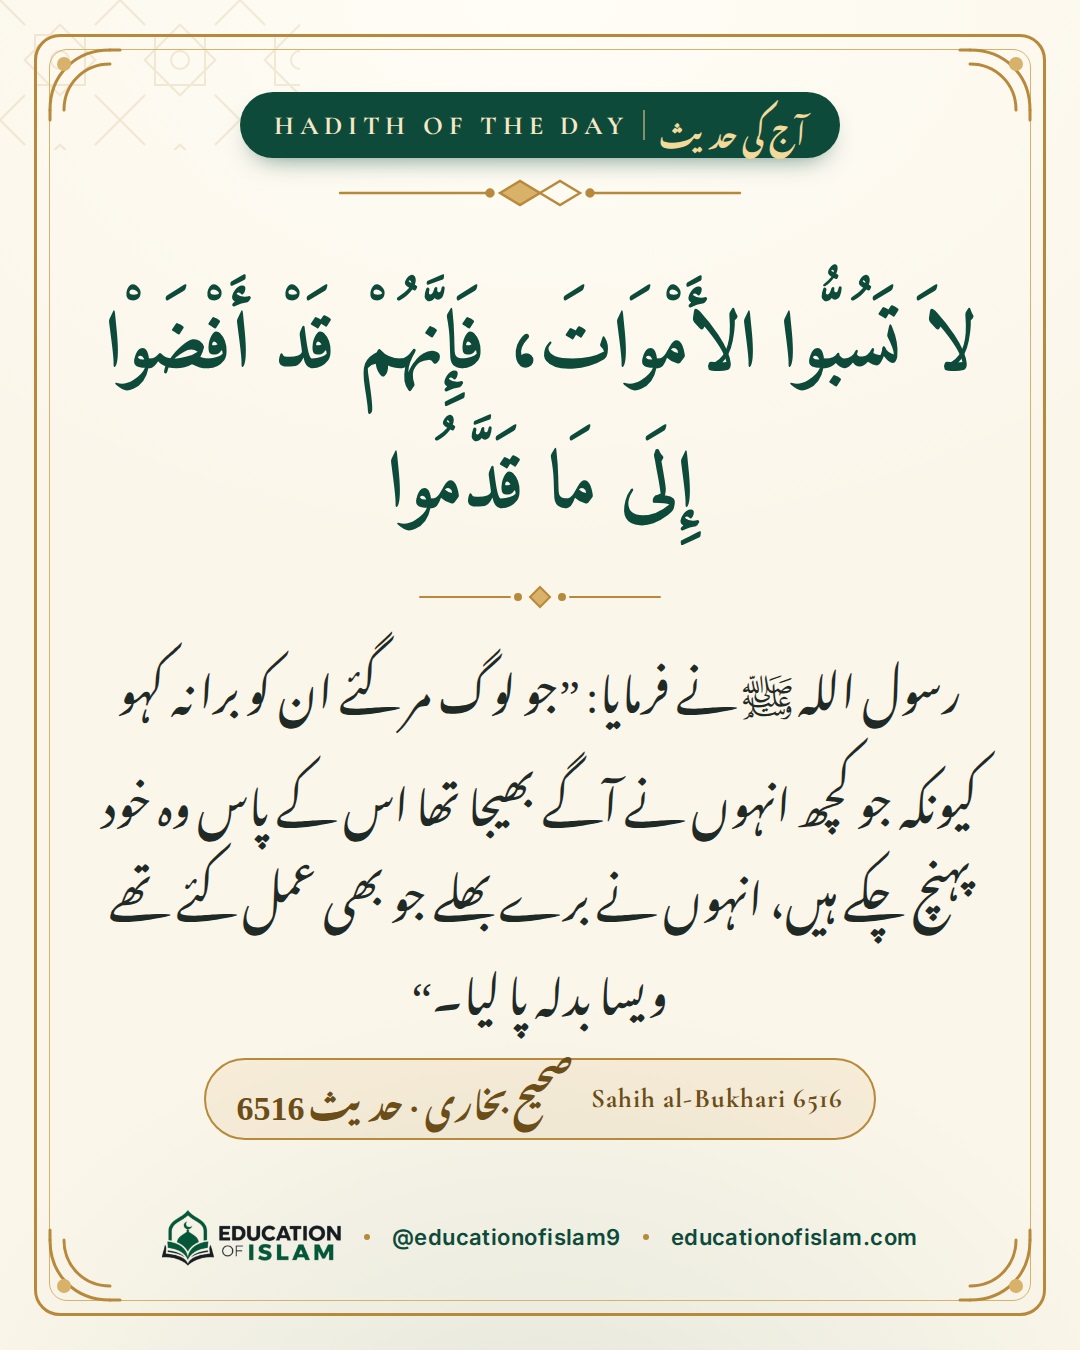 HADITH OF THE DAY | آج کی حدیث
لاَ تَسُبُّوا الأَمْوَاتَ، فَإِنَّهُمْ قَدْ أَفْضَوْا
إِلَى مَا قَدَّمُوا
رسول اللہ ﷺ نے فرمایا: ”جو لوگ مر گئے ان کو برا نہ کہو
کیونکہ جو کچھ انہوں نے آگے بھیجا تھا اس کے پاس وہ خود
پہنچ چکے ہیں، انہوں نے برے بھلے جو بھی عمل کئے تھے
ویسا بدلہ پا لیا۔“
صحیح بخاری · حدیث 6516 Sahih al-Bukhari 6516
EDUCATION OF ISLAM • @educationofislam9 • educationofislam.com